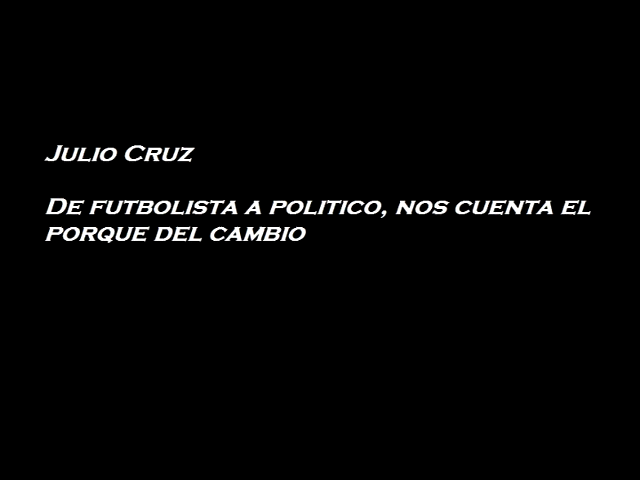 Julio Cruz
De futbolista a politico, nos cuenta el
porque del cambio